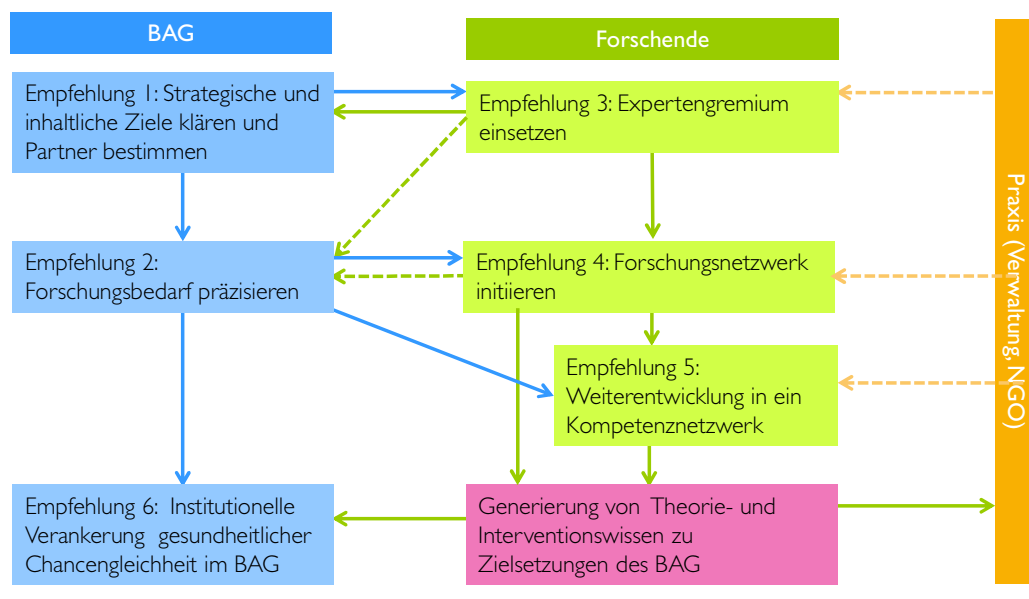 BAG
Forschende
Empfehlung 1: Strategische und
inhaltliche Ziele klären und
Partner bestimmen
Empfehlung 3: Expertengremium
einsetzen
Empfehlung 2:
Forschungsbedarf präzisieren
Empfehlung 4: Forschungsnetzwerk
initiieren
Empfehlung 5:
Weiterentwicklung in ein
Kompetenznetzwerk
Empfehlung 6: Institutionelle
Verankerung gesundheitlicher
Chancengleichheit im BAG
Generierung von Theorie- und
Interventionswissen zu
Zielsetzungen des BAG
Praxis (Verwaltung, NGO)